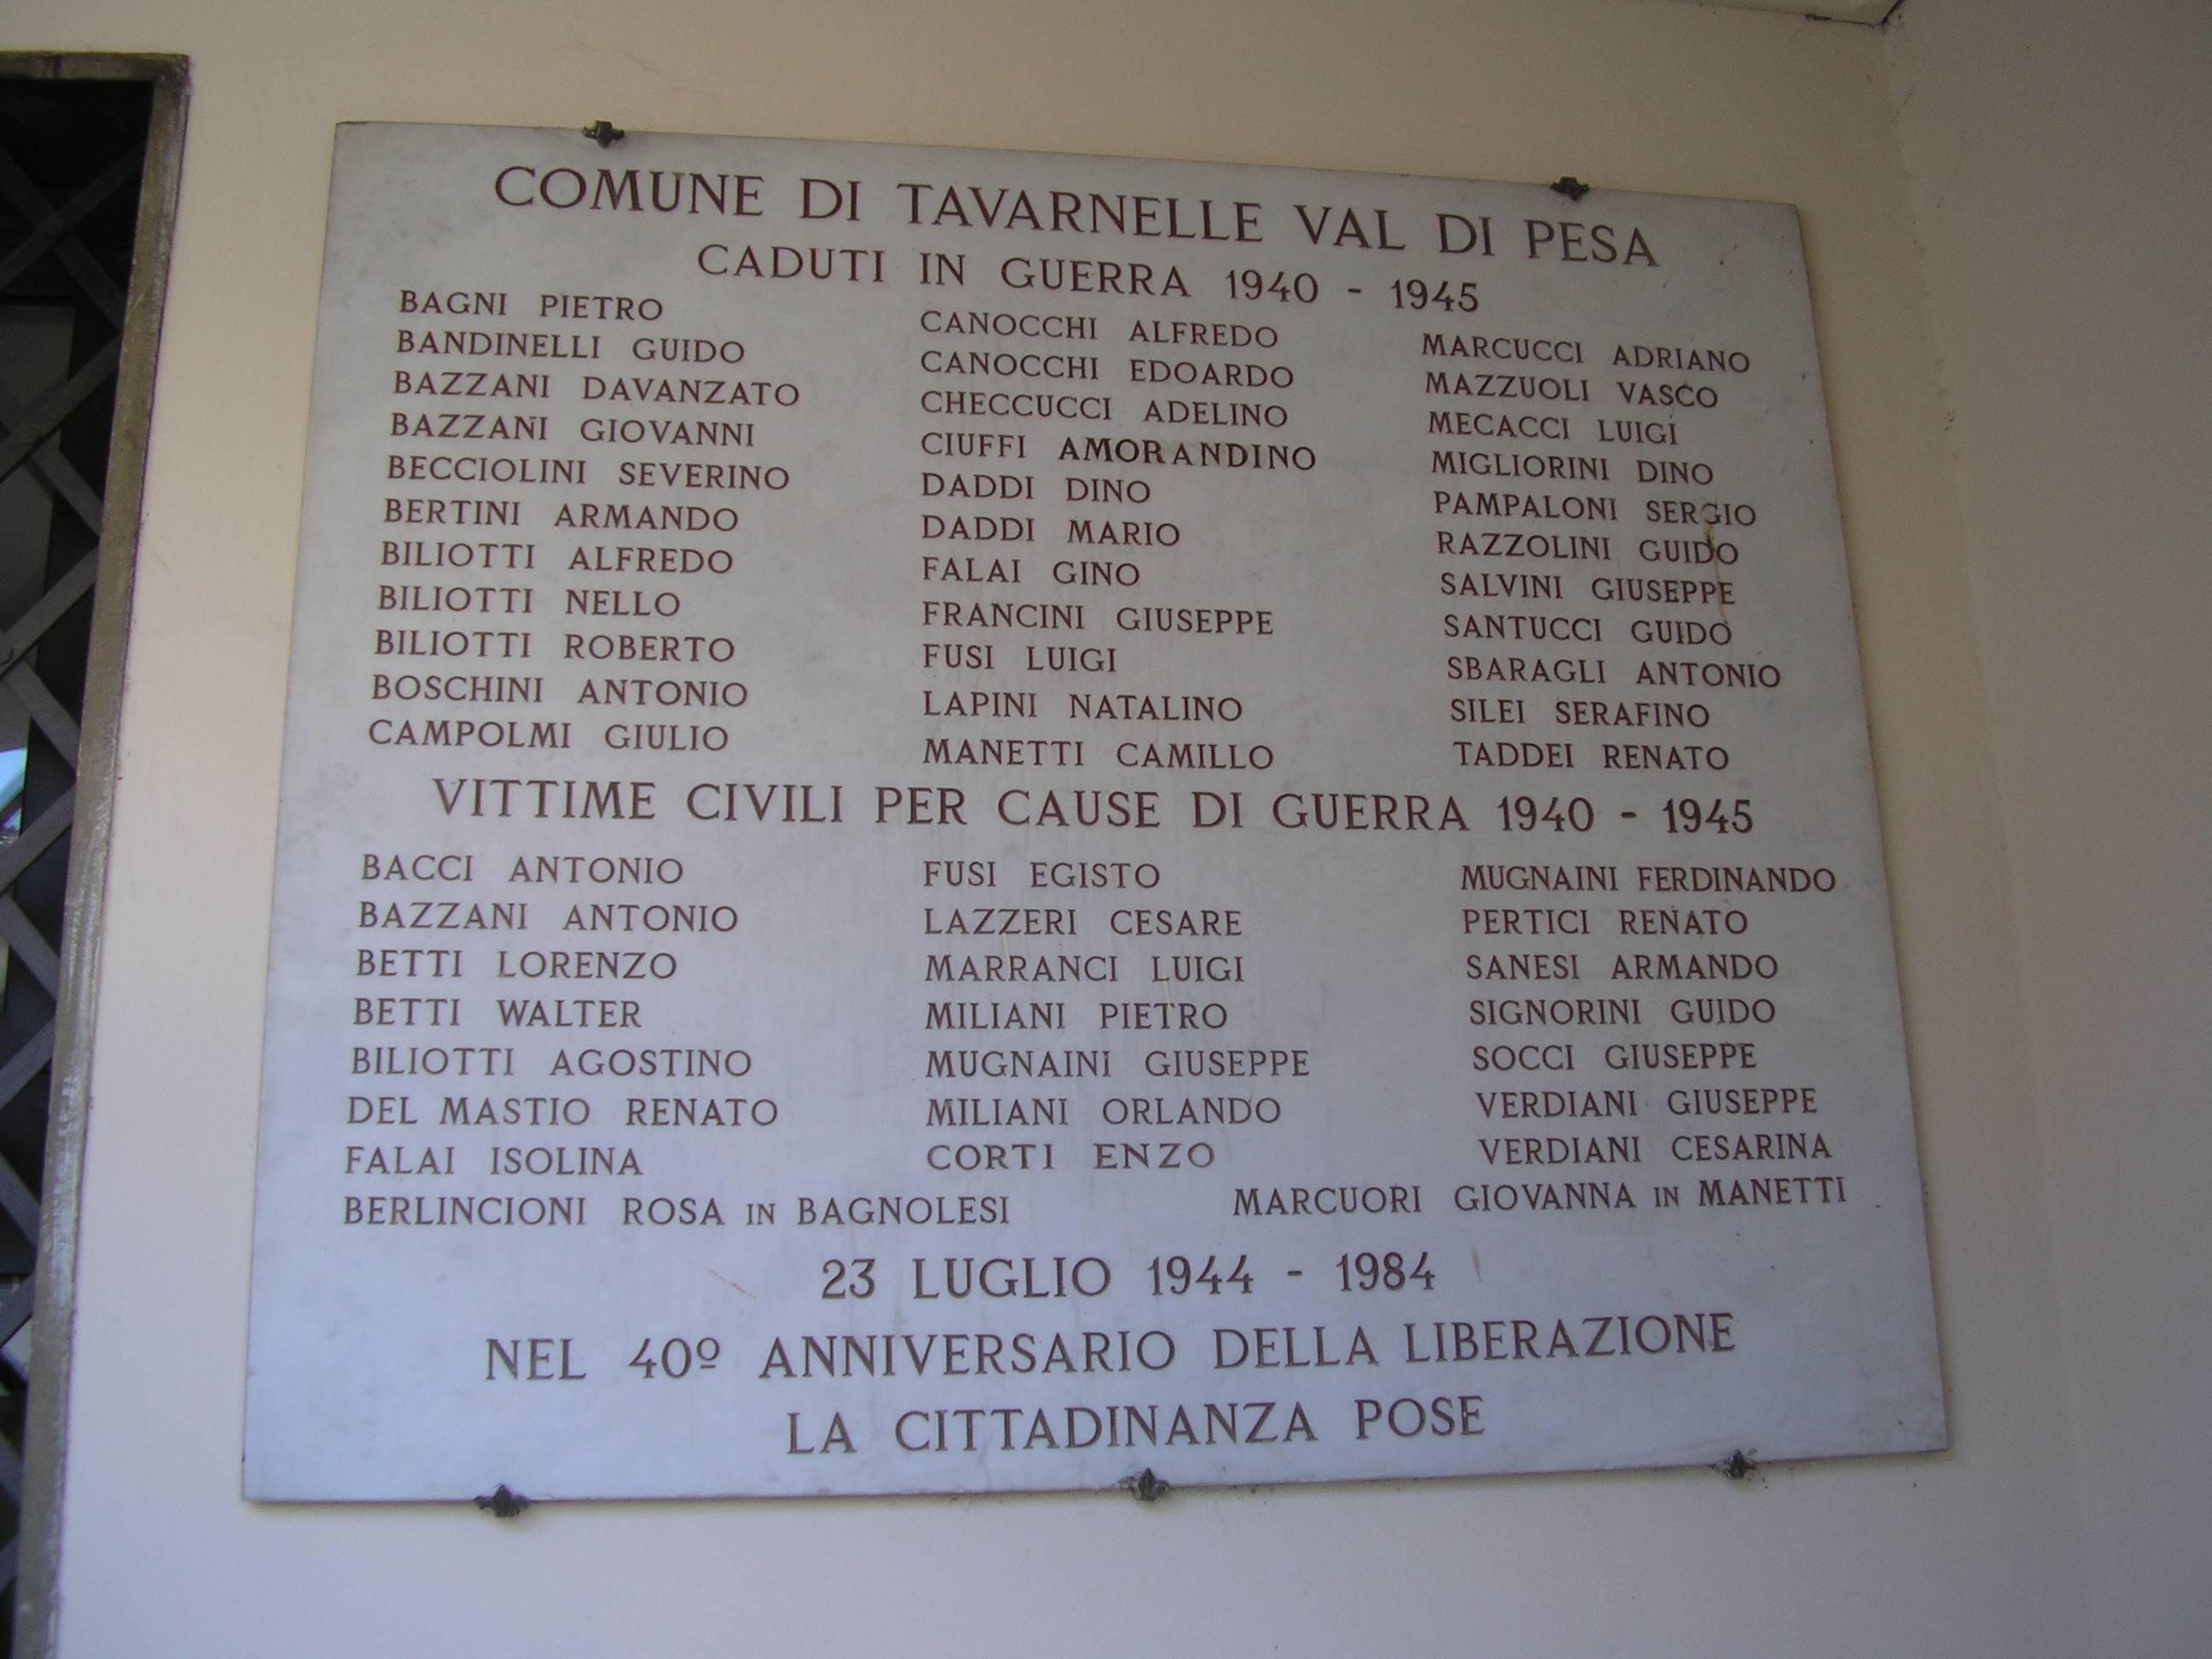 COMUNE DI TAVARNELLE VAL DI PESA
CADUTI IN GUERRA 1940 - 1945
BAGNI PIETRO
BANDINELLI GUIDO
BAZZANI DAVANZATO
BAZZANI GIOVANNI
BECCIOLINI SEVERINO
BERTINI ARMANDO
BILIOTTI ALFREDO
BILIOTTI NELLO
BILIOTTI ROBERTO
BOSCHINI ANTONIO
CAMPOLMI GIULIO
CANOCCHI ALFREDO
CANOCCHI EDOARDO
CHECCUCCI ADELINO
CIUFFI AMORANDINO
DADDI DINO
DADDI MARIO
FALAI GINO
FRANCINI GIUSEPPE
FUSI LUIGI
LAPINI NATALINO
MANETTI CAMILLO
MARCUCCI ADRIANO
MAZZUOLI VASCO
MECACCI LUIGI
MIGLIORINI DINO
PAMPALONI SERGIO
RAZZOLINI GUIDO
SALVINI GIUSEPPE
SANTUCCI GUIDO
SBARAGLI ANTONIO
SILEI SERAFINO
TADDEI RENATO
VITTIME CIVILI PER CAUSE DI GUERRA 1940 - 1945
BACCI ANTONIO
BAZZANI ANTONIO
BETTI LORENZO
BETTI WALTER
BILIOTTI AGOSTINO
DEL MASTIO RENATO
FALAI ISOLINA
FUSI EGISTO
LAZZERI CESARE
MARRANCI LUIGI
MILIANI PIETRO
MUGNAINI GIUSEPPE
MILIANI ORLANDO
CORTI ENZO
MUGNAINI FERDINANDO
PERTICI RENATO
SANESI ARMANDO
SIGNORINI GUIDO
SOCCI GIUSEPPE
VERDIANI GIUSEPPE
VERDIANI CESARINA
BERLINCIONI ROSA IN BAGNOLESI
MARCUORI GIOVANNA IN MANETTI
23 LUGLIO 1944 - 1984
NEL 40º ANNIVERSARIO DELLA LIBERAZIONE
LA CITTADINANZA POSE